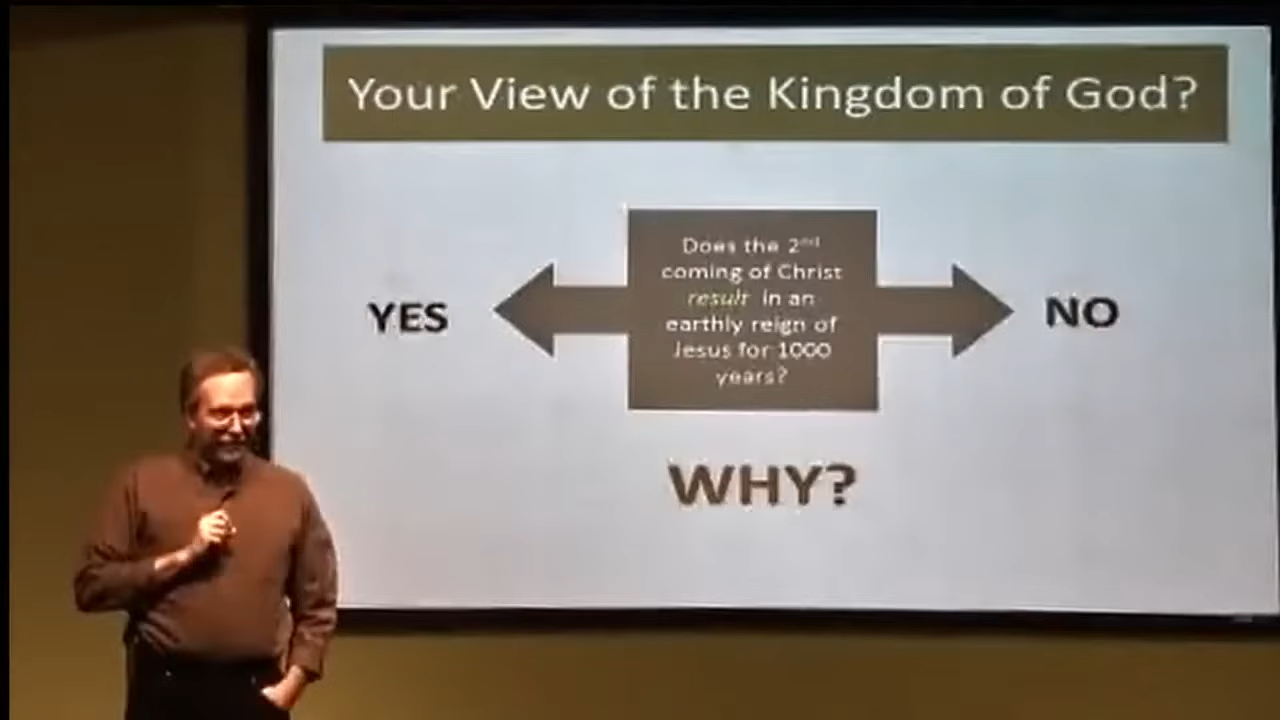 Your View of the Kingdom of God?
Does the 2nd
coming of Christ
result in an
earthly reign of
Jesus for 1000
years?
YES
NO
WHY?